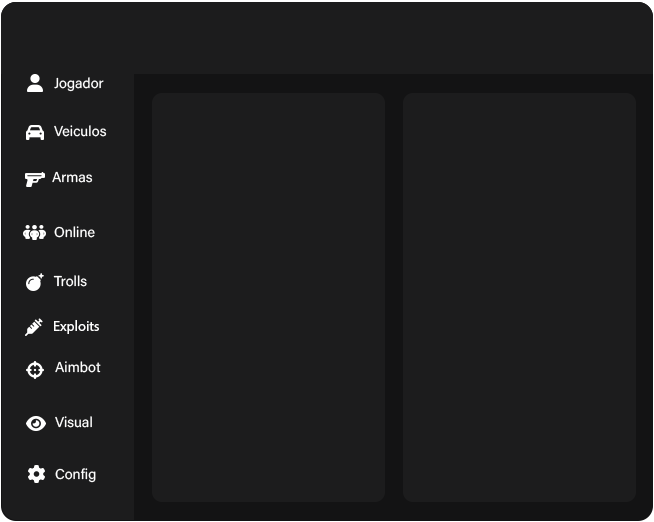 Jogador
Veiculos
Armas
Online
Trolls
Exploits
Aimbot
Visual
Config